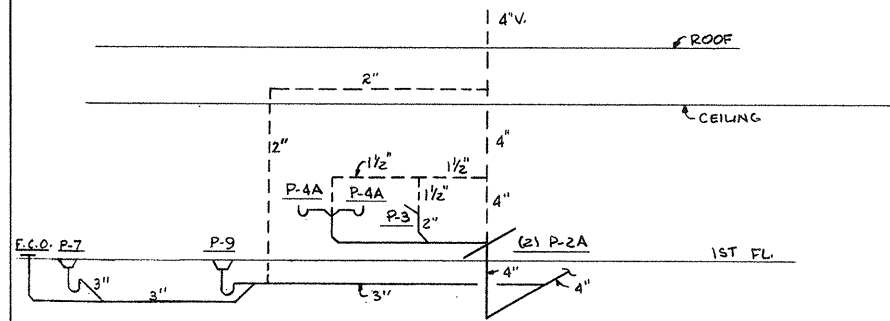 4"V.
ROOF
2"
CEILING
2"
4"
1½"
1½"
P-4A
P-4A
1½"
4"
P-3
2"
(2) P-2A
F.C.O.
P-7
P-9
1ST FL.
3"
3"
3"
4"
4"